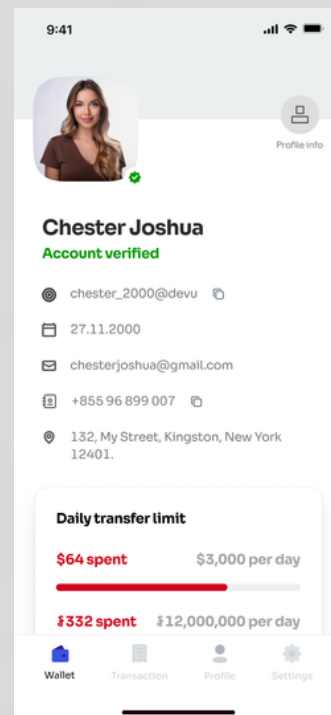 9:41
Profile info
Chester Joshua
Account verified
chester_2000@devu
27.11.2000
chesterjoshua@gmail.com
+855 96 899 007
132, My Street, Kingston, New York
12401.
Daily transfer limit
$64 spent $3,000 per day
៛332 spent ៛12,000,000 per day
Wallet Transaction Profile Settings